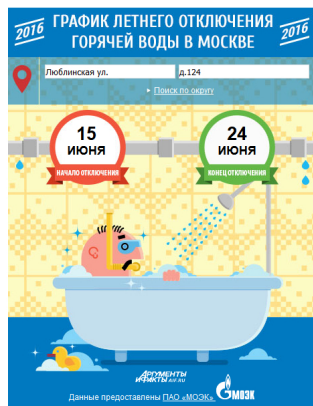 2016
ГРАФИК ЛЕТНЕГО ОТКЛЮЧЕНИЯ
ГОРЯЧЕЙ ВОДЫ В МОСКВЕ
2016
Люблинская ул.
д.124
Поиск по округу
15
ИЮНЯ
НАЧАЛО ОТКЛЮЧЕНИЯ
24
ИЮНЯ
КОНЕЦ ОТКЛЮЧЕНИЯ
АРГУМЕНТЫ
И ФАКТЫ AIF.RU
Данные предоставлены ПАО «МОЭК»
МОЭК